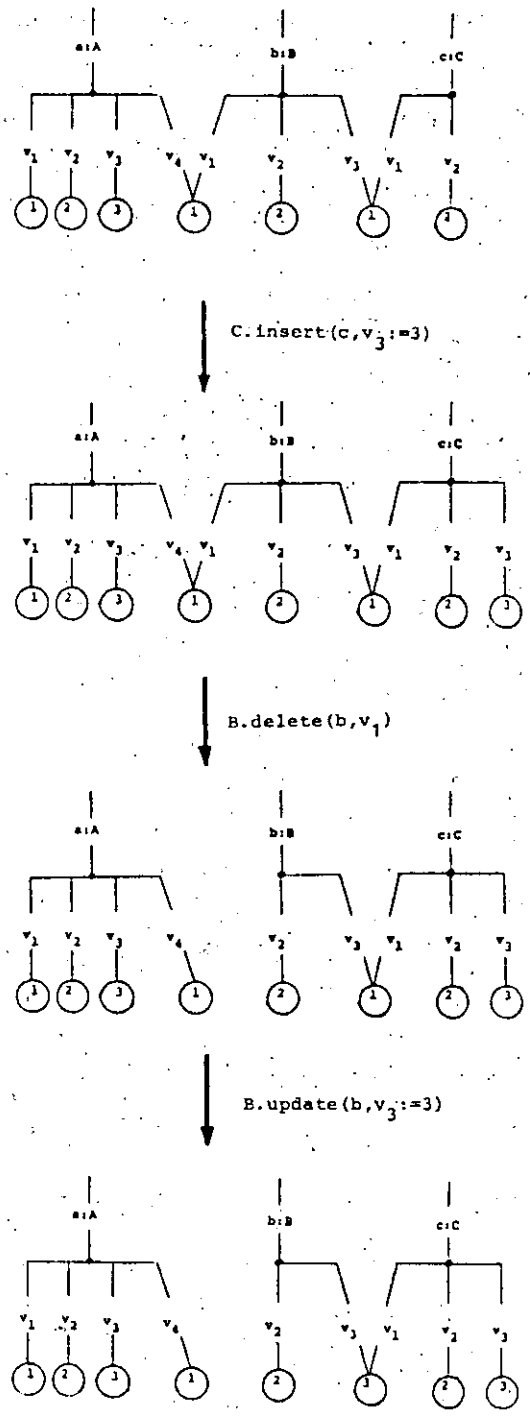 a:A b:B c:C
v1 v2 v3 v4 v1 v2 v3 v1 v2
1 2 3 1 2 1 2
C.insert(c,v3:=3)
a:A b:B c:C
v1 v2 v3 v4 v1 v2 v3 v1 v2 v3
1 2 3 1 2 1 2 3
B.delete(b,v1)
a:A b:B c:C
v1 v2 v3 v4 v2 v3 v1 v2 v3
1 2 3 1 2 1 2 3
B.update(b,v3:=3)
a:A b:B c:C
v1 v2 v3 v4 v2 v3 v1 v2 v3
1 2 3 1 2 3 2 3